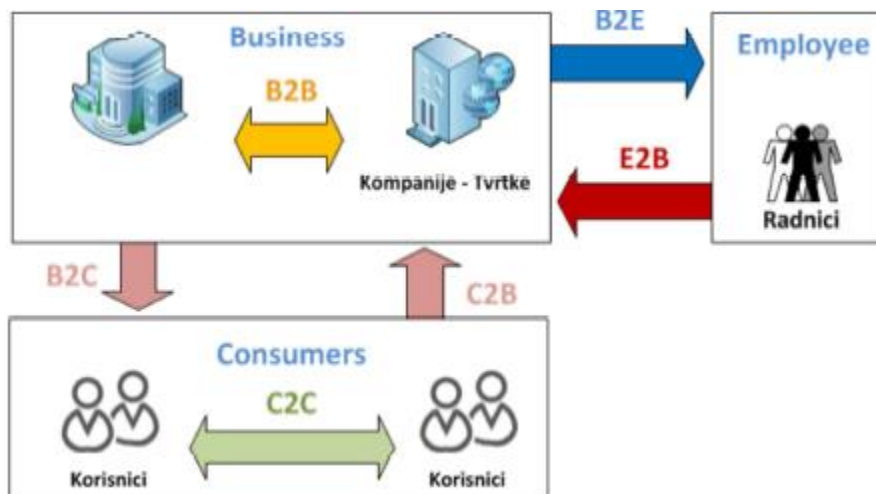 Business
B2E
Employee
B2B
Kompanije - Tvrtke
E2B
Radnici
B2C
C2B
Consumers
C2C
Korisnici
Korisnici